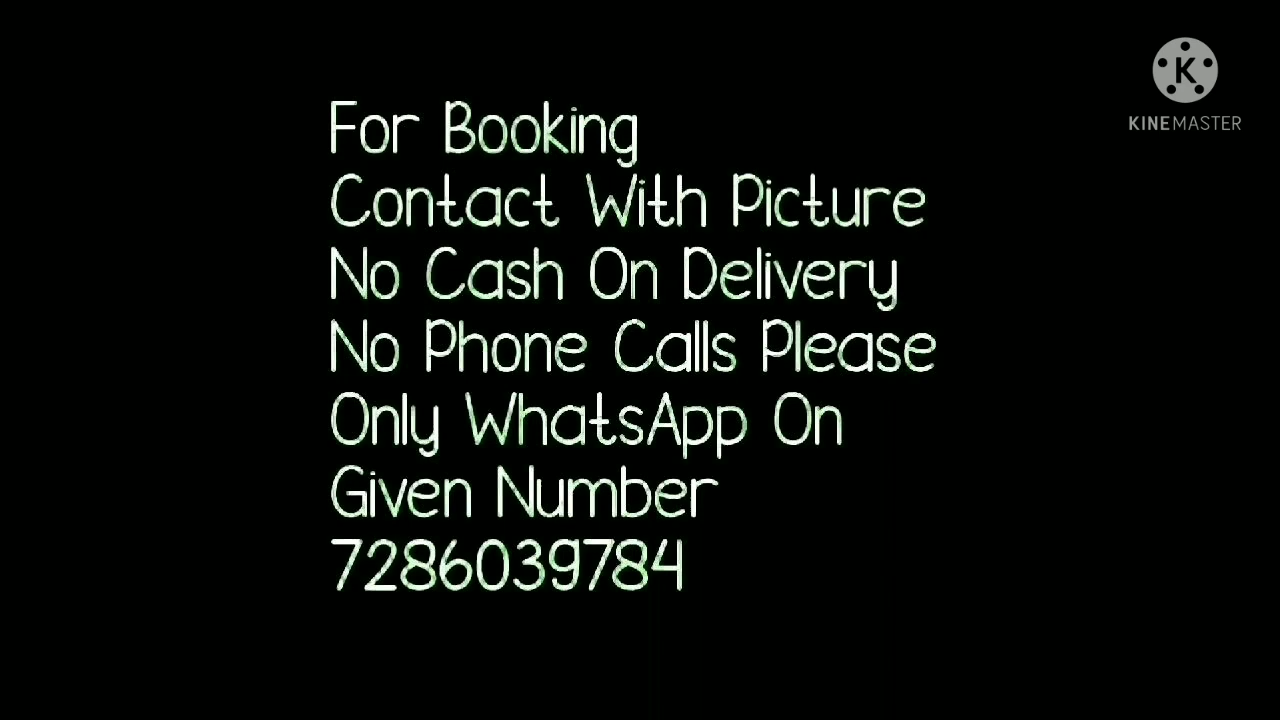 For Booking
Contact With Picture
No Cash On Delivery
No Phone Calls Please
Only WhatsApp On
Given Number
7286039784
K
KINEMASTER